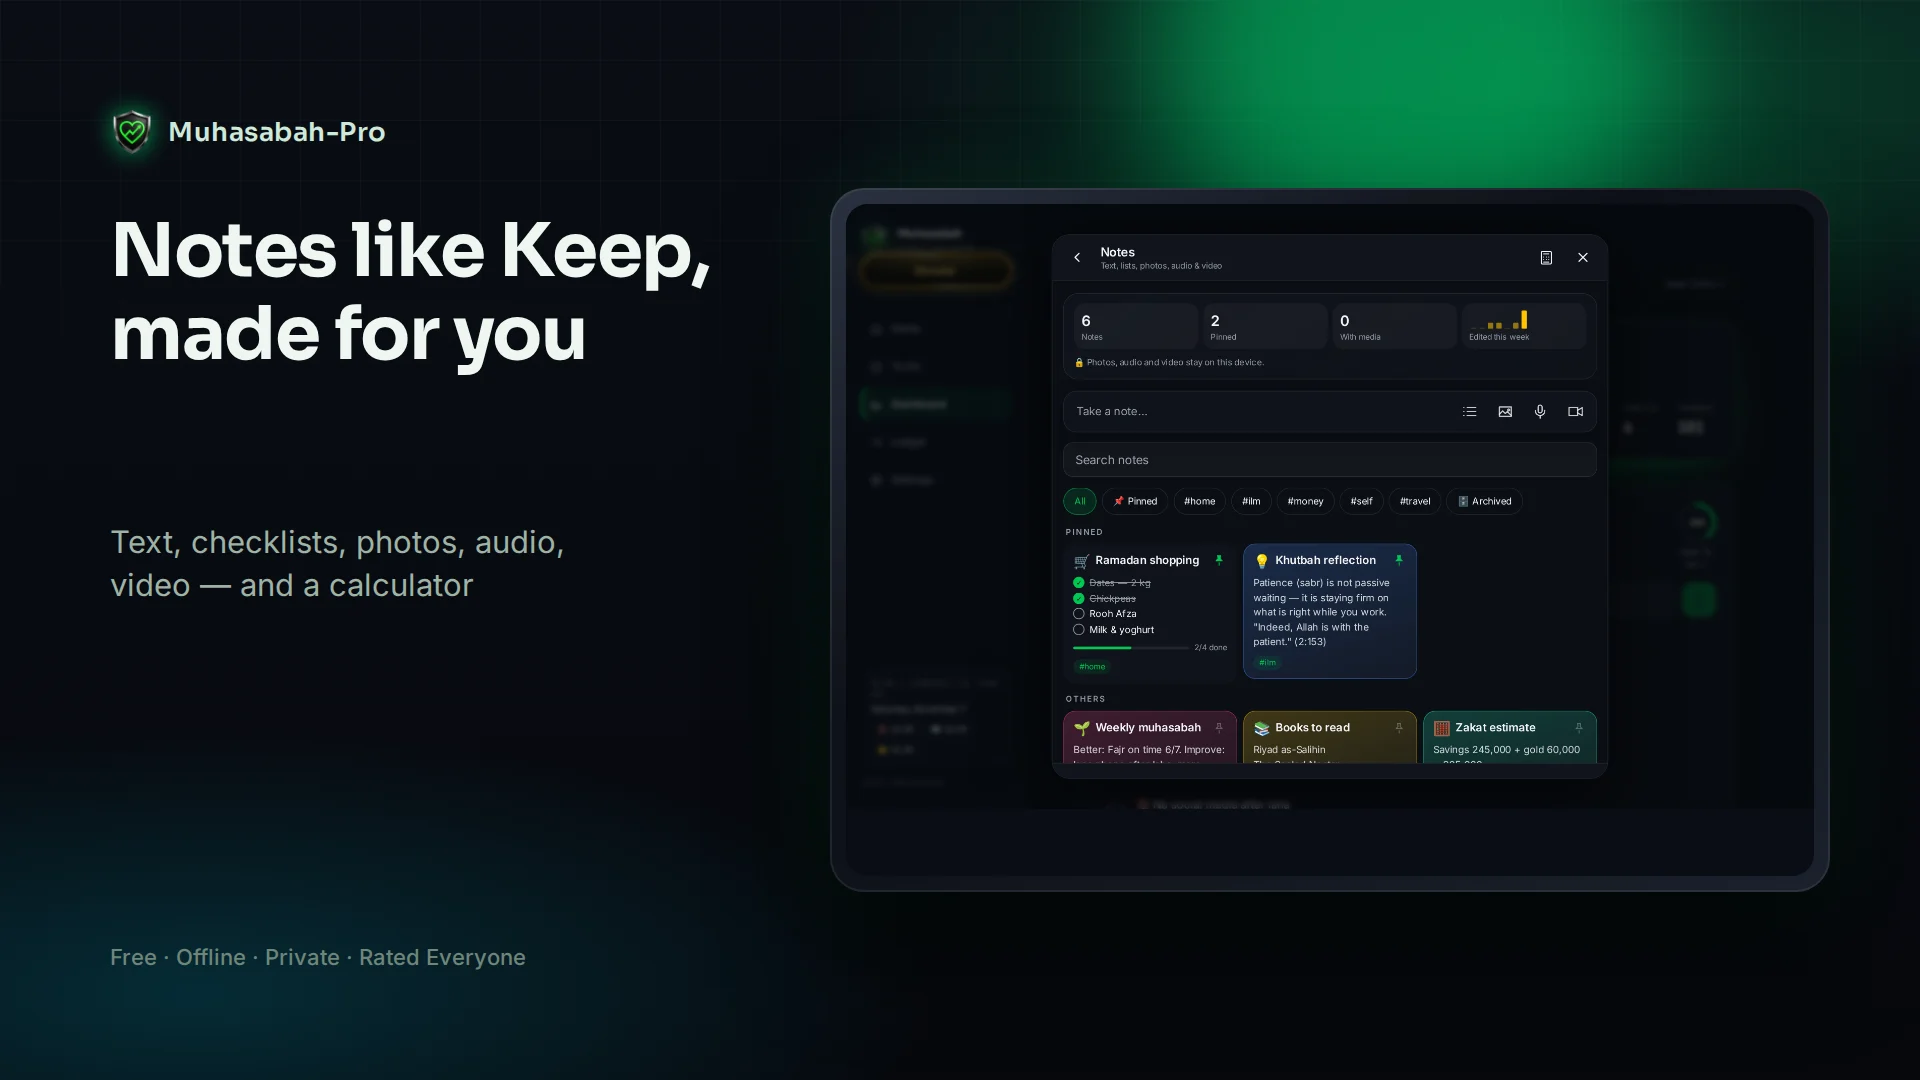 Muhasabah-Pro
Notes like Keep,
made for you
Text, checklists, photos, audio,
video — and a calculator
Free · Offline · Private · Rated Everyone
Notes
Text, lists, photos, audio & video
6
Notes
2
Pinned
0
With media
Edited this week
🔒 Photos, audio and video stay on this device.
Take a note...
Search notes
All
📌 Pinned
#home
#ilm
#money
#self
#travel
🗄 Archived
PINNED
🛒 Ramadan shopping
Dates — 2 kg
Chickpeas
Rooh Afza
Milk & yoghurt
2/4 done
#home
💡 Khutbah reflection
Patience (sabr) is not passive
waiting — it is staying firm on
what is right while you work.
"Indeed, Allah is with the
patient." (2:153)
#ilm
OTHERS
🌱 Weekly muhasabah
Better: Fajr on time 6/7. Improve:
📚 Books to read
Riyad as-Salihin
🧮 Zakat estimate
Savings 245,000 + gold 60,000